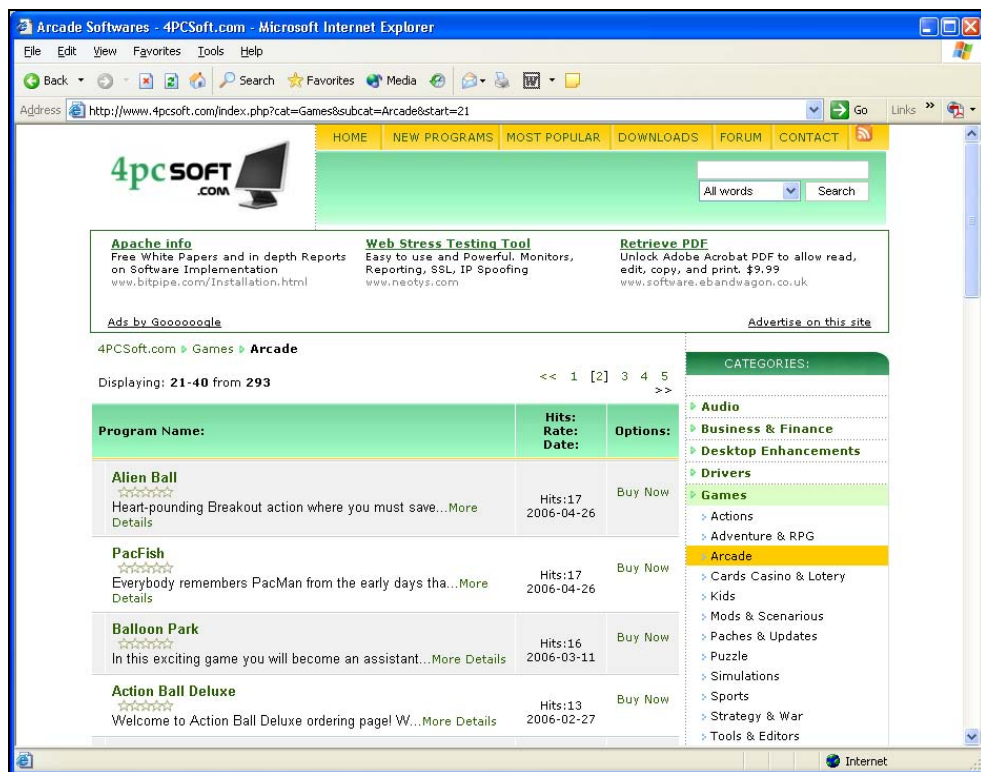 Arcade Softwares - 4PCSoft.com - Microsoft Internet Explorer
File Edit View Favorites Tools Help
Back Search Favorites Media
Address http://www.4pcsoft.com/index.php?cat=Games&subcat=Arcade&start=21 Go Links »
HOME NEW PROGRAMS MOST POPULAR DOWNLOADS FORUM CONTACT
4pcSOFT
.COM
All words Search
Apache info
Free White Papers and in depth Reports
on Software Implementation
www.bitpipe.com/Installation.html
Web Stress Testing Tool
Easy to use and Powerful. Monitors,
Reporting, SSL, IP Spoofing
www.neotys.com
Retrieve PDF
Unlock Adobe Acrobat PDF to allow read,
edit, copy, and print. $9.99
www.software.ebandwagon.co.uk
Ads by Goooooogle
Advertise on this site
4PCSoft.com Games Arcade
Displaying: 21-40 from 293
<< 1 [2] 3 4 5
>>
Program Name:
Hits:
Rate:
Date:
Options:
Alien Ball
Heart-pounding Breakout action where you must save...More
Details
Hits:17
2006-04-26
Buy Now
PacFish
Everybody remembers PacMan from the early days tha...More
Details
Hits:17
2006-04-26
Buy Now
Balloon Park
In this exciting game you will become an assistant...More Details
Hits:16
2006-03-11
Buy Now
Action Ball Deluxe
Welcome to Action Ball Deluxe ordering page! W...More Details
Hits:13
2006-02-27
Buy Now
CATEGORIES:
Audio
Business & Finance
Desktop Enhancements
Drivers
Games
Actions
Adventure & RPG
Arcade
Cards Casino & Lotery
Kids
Mods & Scenarious
Paches & Updates
Puzzle
Simulations
Sports
Strategy & War
Tools & Editors
Internet